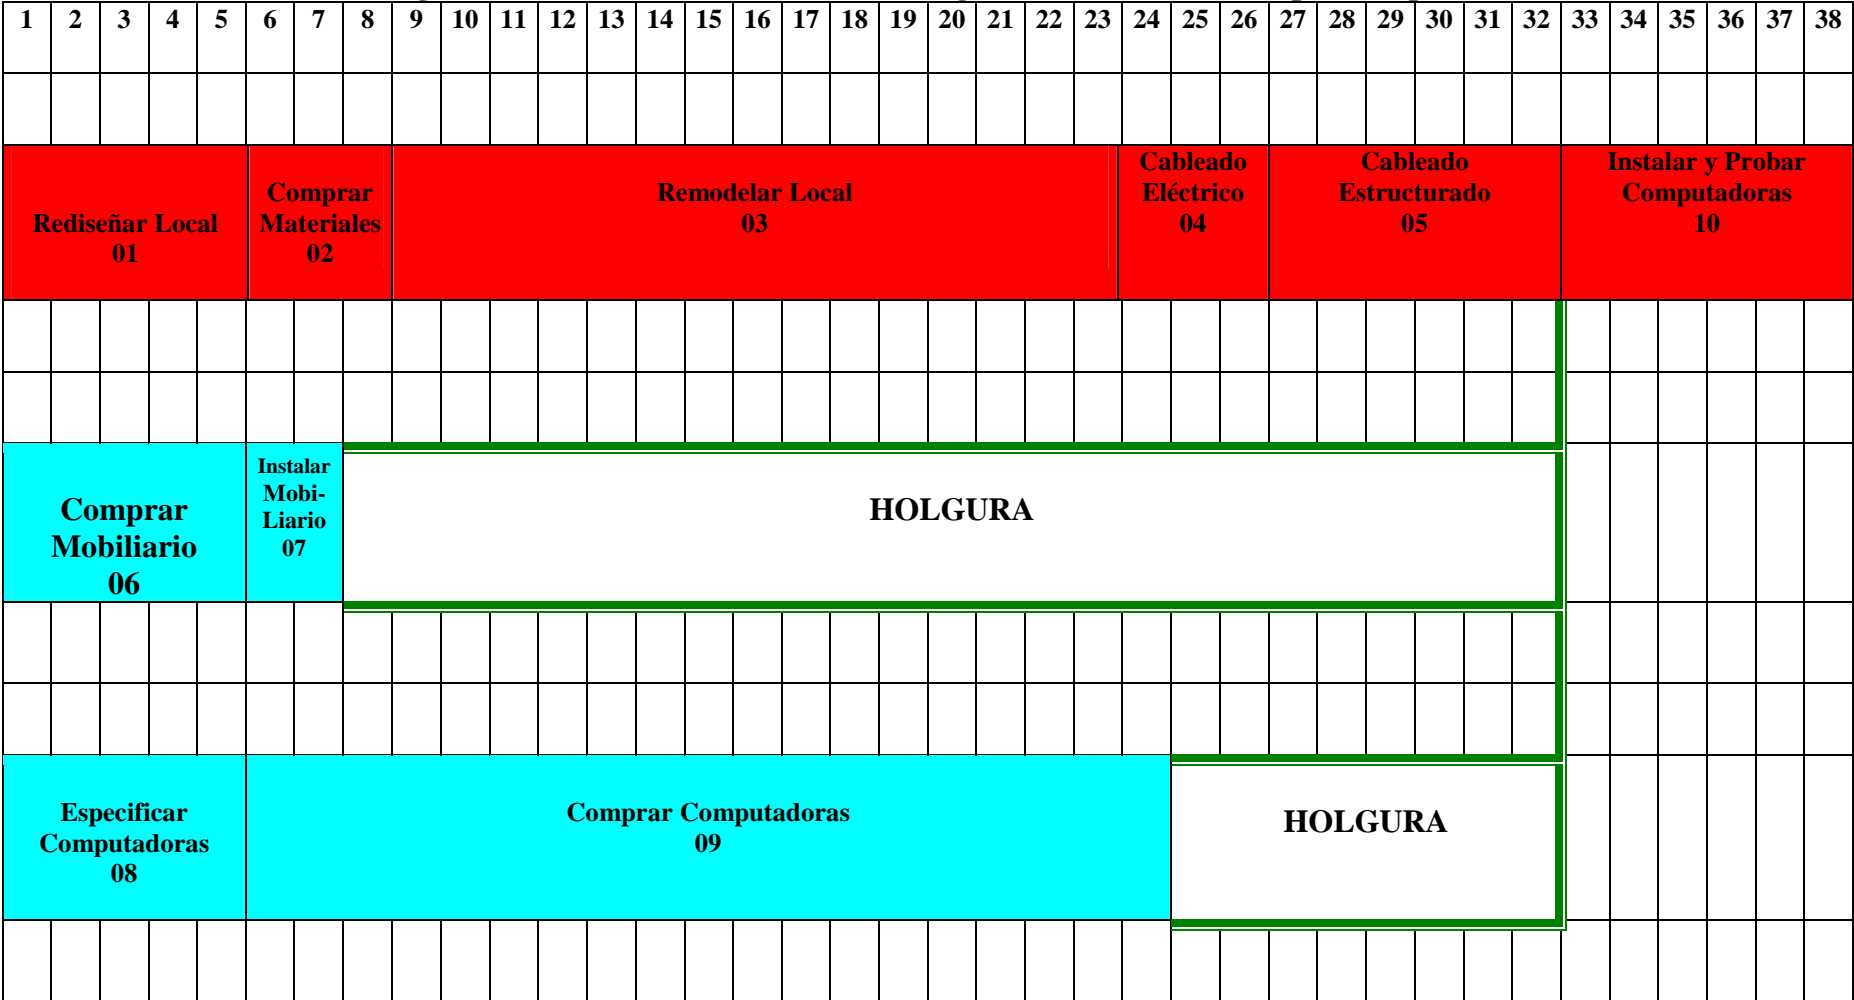 1 2 3 4 5 6 7 8 9 10 11 12 13 14 15 16 17 18 19 20 21 22 23 24 25 26 27 28 29 30 31 32 33 34 35 36 37 38
Rediseñar Local
01
Comprar
Materiales
02
Remodelar Local
03
Cableado
Eléctrico
04
Cableado
Estructurado
05
Instalar y Probar
Computadoras
10
Comprar
Mobiliario
06
Instalar
Mobi-
Liario
07
HOLGURA
Especificar
Computadoras
08
Comprar Computadoras
09
HOLGURA